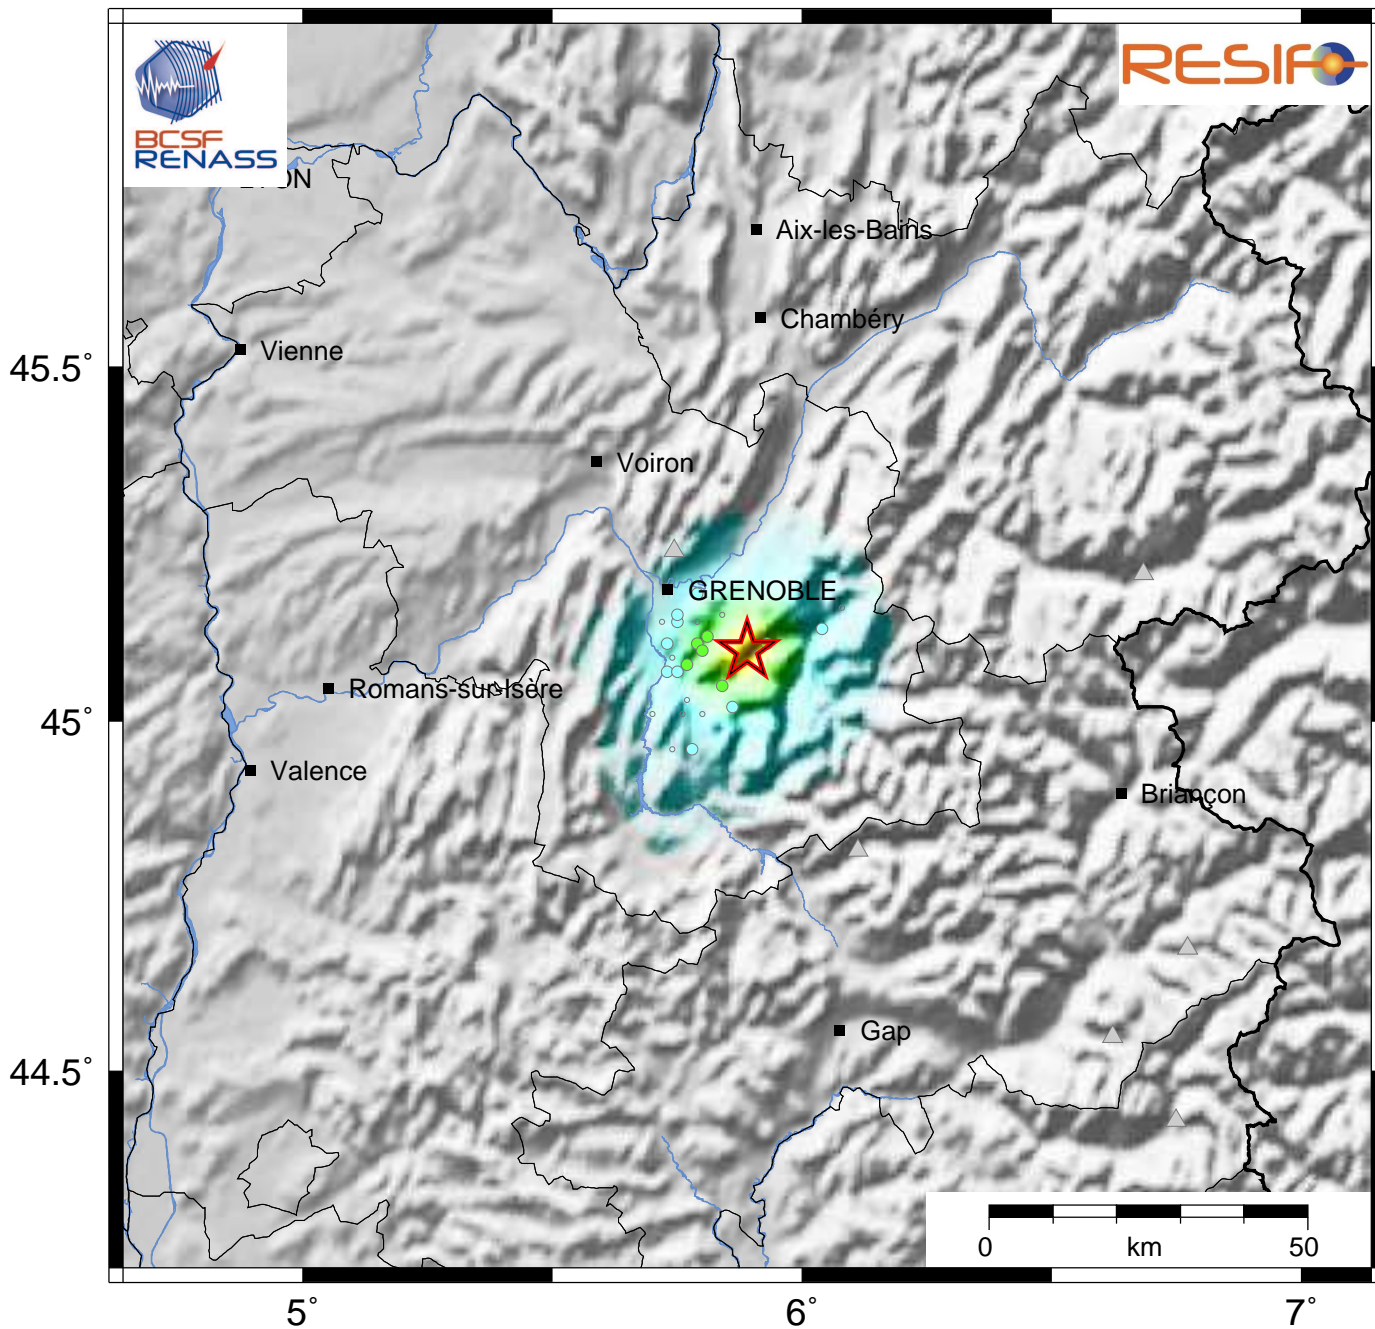 BCSF
RENASS
RESIF
Aix-les-Bains
Chambéry
Vienne
45.5°
Voiron
GRENOBLE
Romans-sur-Isère
45°
Valence
Briançon
Gap
44.5°
0 km 50
5° 6° 7°